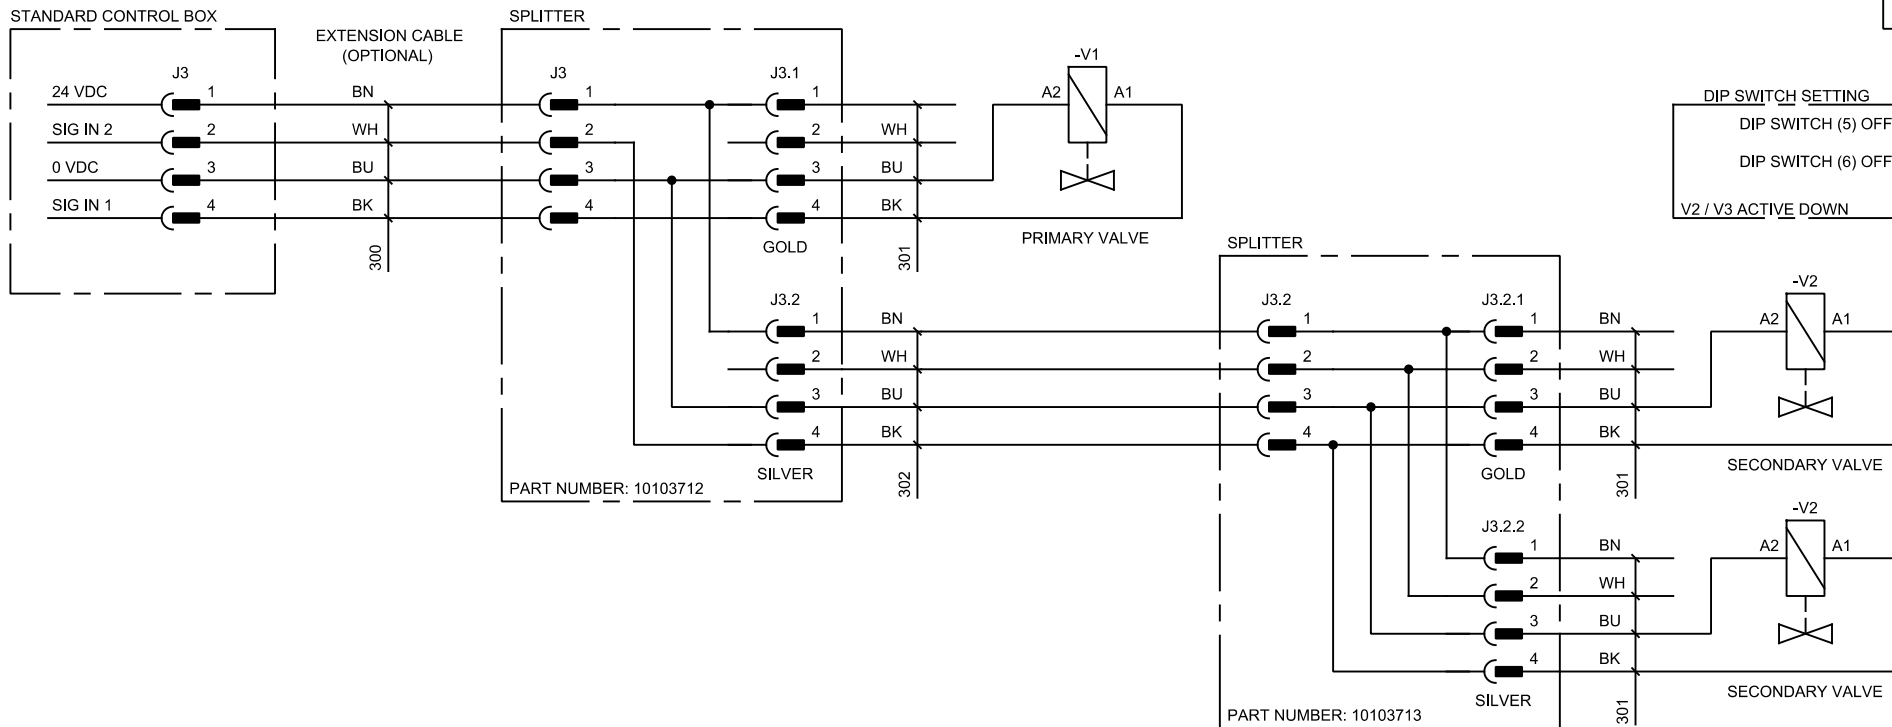 STANDARD CONTROL BOX
EXTENSION CABLE
(OPTIONAL)
SPLITTER
J3
24 VDC
1
BN
SIG IN 2
2
WH
0 VDC
3
BU
SIG IN 1
4
BK
300
J3
1
2
3
4
J3.1
1
2
WH
3
BU
4
BK
GOLD
301
-V1
A2
A1
PRIMARY VALVE
J3.2
1
BN
2
WH
3
BU
4
BK
SILVER
302
PART NUMBER: 10103712
DIP SWITCH SETTING
DIP SWITCH (5) OFF
DIP SWITCH (6) OFF
V2 / V3 ACTIVE DOWN
SPLITTER
J3.2
1
2
3
4
J3.2.1
1
BN
2
WH
3
BU
4
BK
GOLD
301
-V2
A2
A1
SECONDARY VALVE
J3.2.2
1
BN
2
WH
3
BU
4
BK
SILVER
301
-V2
A2
A1
SECONDARY VALVE
PART NUMBER: 10103713